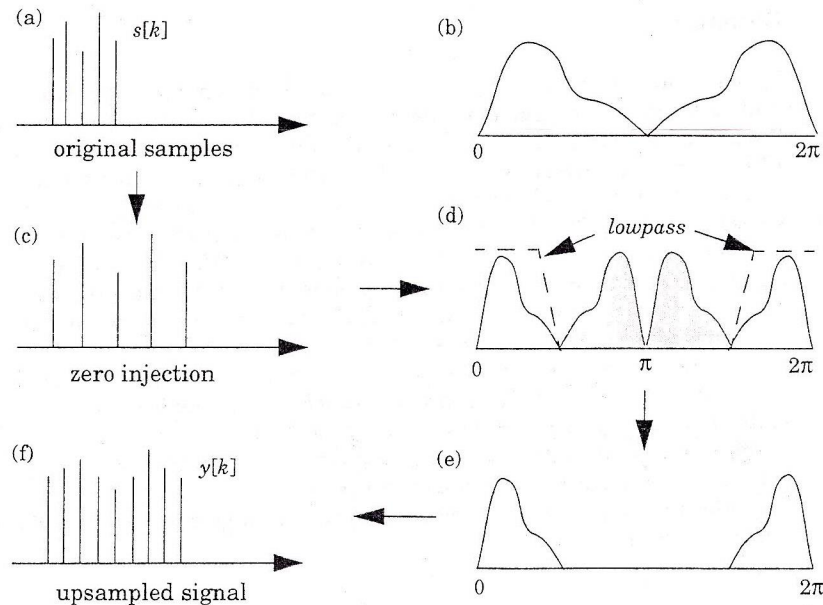 (a)
s[k]
original samples
(b)
0
2π
(c)
zero injection
(d)
lowpass
0
π
2π
(f)
y[k]
upsampled signal
(e)
0
2π